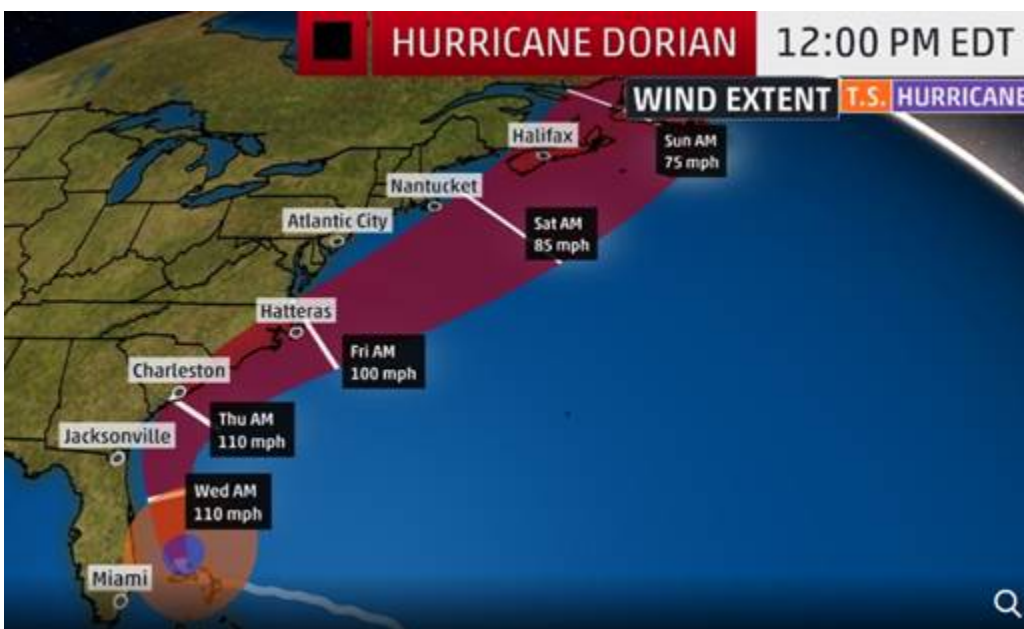 HURRICANE DORIAN 12:00 PM EDT
WIND EXTENT T.S. HURRICANE
Halifax
Sun AM
75 mph
Nantucket
Atlantic City
Sat AM
85 mph
Hatteras
Fri AM
100 mph
Charleston
Thu AM
110 mph
Jacksonville
Wed AM
110 mph
Miami